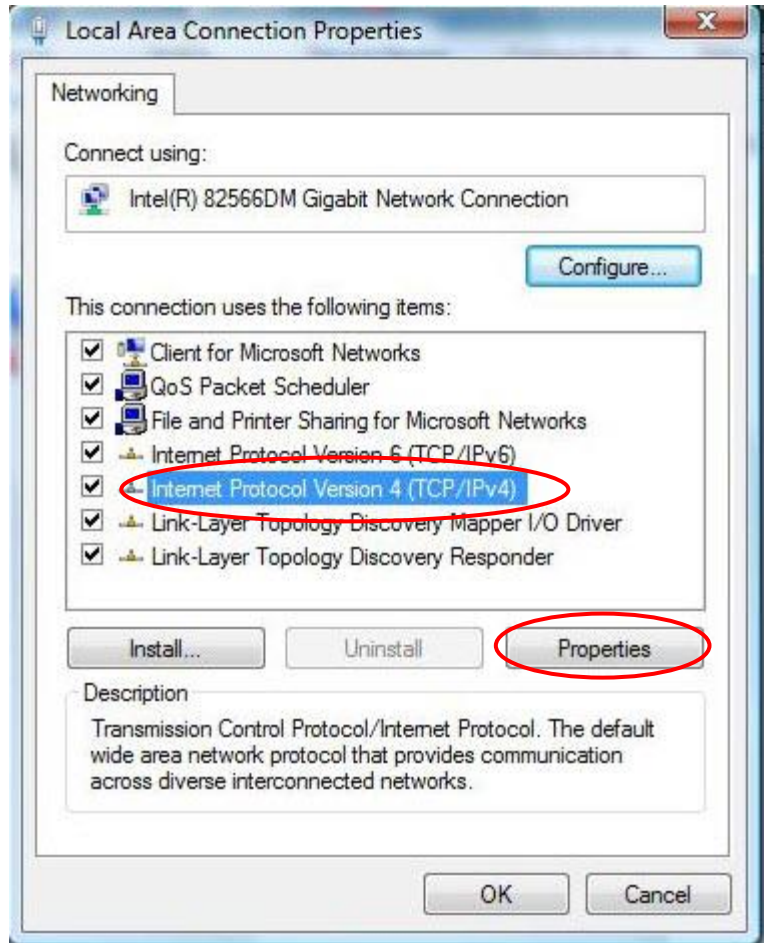 Local Area Connection Properties
Networking
Connect using:
Intel(R) 82566DM Gigabit Network Connection
Configure...
This connection uses the following items:
Client for Microsoft Networks
QoS Packet Scheduler
File and Printer Sharing for Microsoft Networks
Internet Protocol Version 6 (TCP/IPv6)
Internet Protocol Version 4 (TCP/IPv4)
Link-Layer Topology Discovery Mapper I/O Driver
Link-Layer Topology Discovery Responder
Install...
Uninstall
Properties
Description
Transmission Control Protocol/Internet Protocol. The default
wide area network protocol that provides communication
across diverse interconnected networks.
OK
Cancel